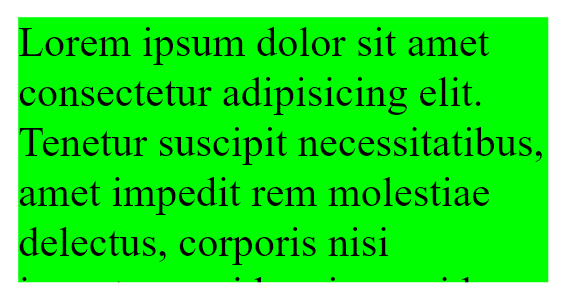 Lorem ipsum dolor sit amet
consectetur adipisicing elit.
Tenetur suscipit necessitatibus,
amet impedit rem molestiae
delectus, corporis nisi